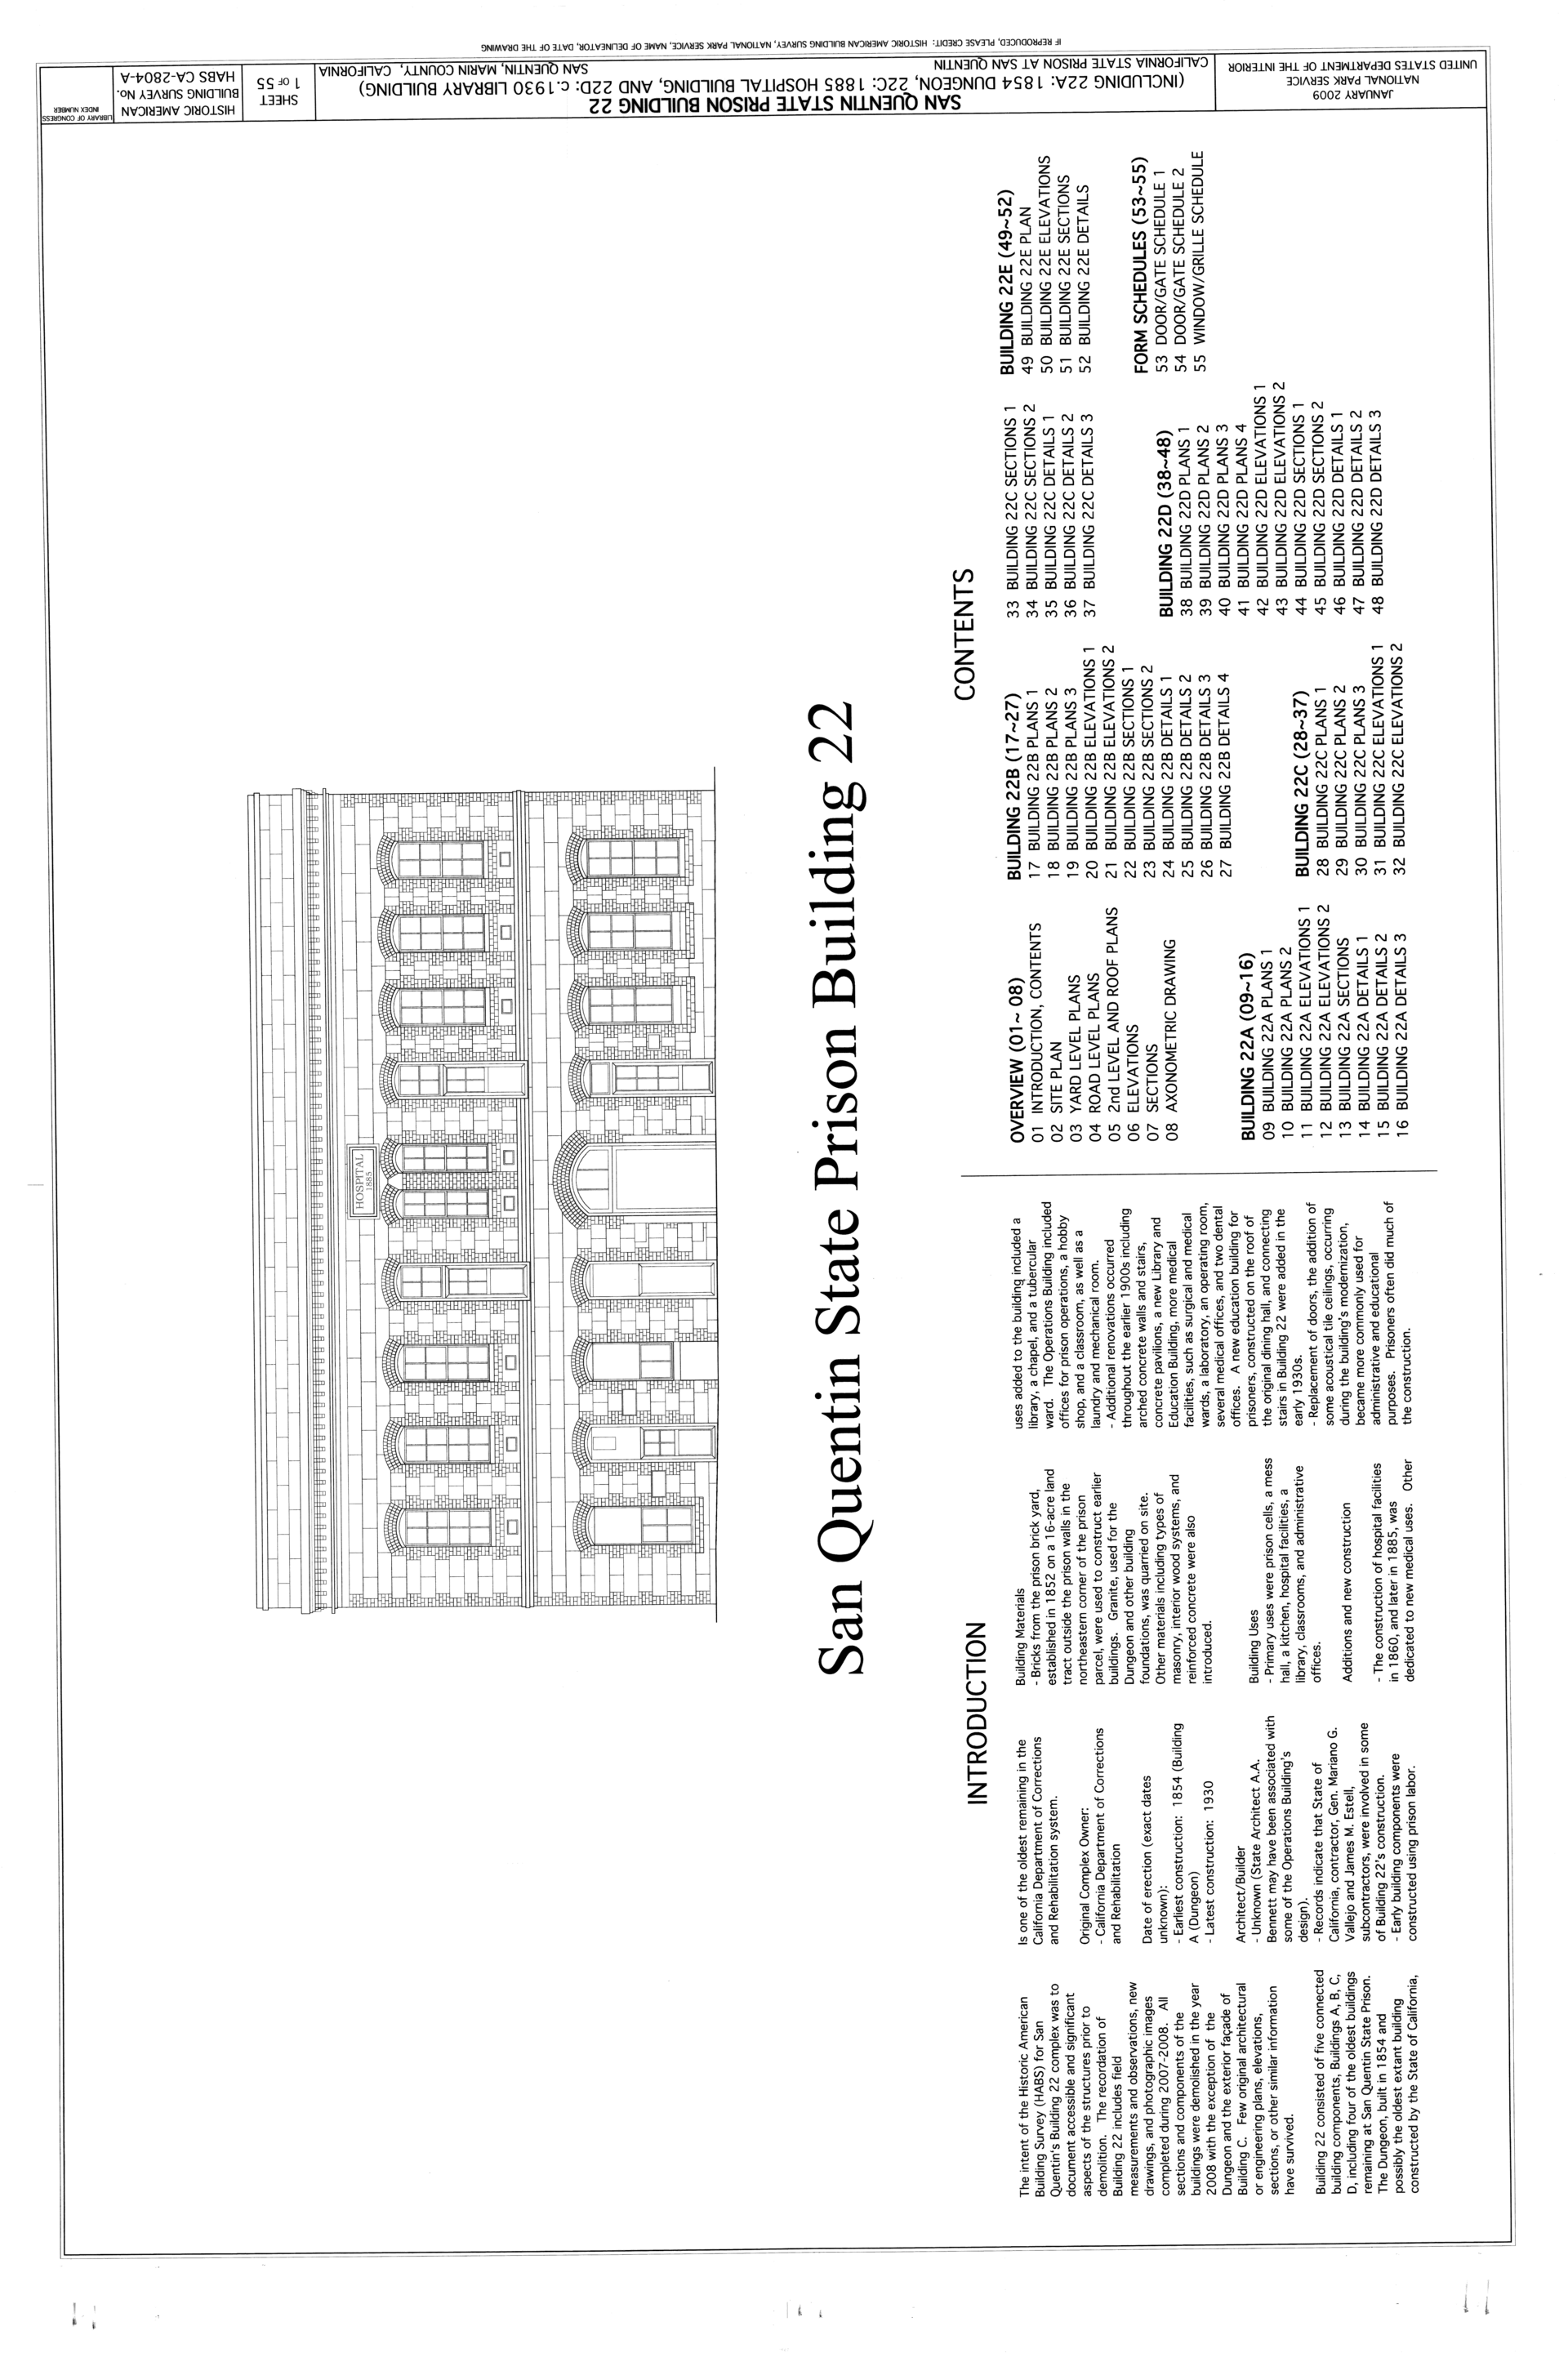 HOSPITAL
1885
San Quentin State Prison Building 22
INTRODUCTION
The intent of the Historic American
Building Survey (HABS) for San
Quentin's Building 22 complex was to
document accessible and significant
aspects of the structures prior to
demolition. The recordation of
Building 22 includes field
measurements and observations, new
drawings, and photographic images
completed during 2007-2008. All
sections and components of the
buildings were demolished in the year
2008 with the exception of the
Dungeon and the exterior façade of
Building C. Few original architectural
or engineering plans, elevations,
sections, or other similar information
have survived.
Building 22 consisted of five connected
building components, Buildings A, B, C,
D, including four of the oldest buildings
remaining at San Quentin State Prison.
The Dungeon, built in 1854 and
possibly the oldest extant building
constructed by the State of California,
Is one of the oldest remaining in the
California Department of Corrections
and Rehabilitation system.
Original Complex Owner:
- California Department of Corrections
and Rehabilitation
Date of erection (exact dates
unknown):
- Earliest construction: 1854 (Building
A (Dungeon)
- Latest construction: 1930
Architect/Builder
- Unknown (State Architect A.A.
Bennett may have been associated with
some of the Operations Building's
design).
- Records indicate that State of
California, contractor, Gen. Mariano G.
Vallejo and James M. Estell,
subcontractors, were involved in some
of Building 22's construction.
- Early building components were
constructed using prison labor.
Building Materials
- Bricks from the prison brick yard,
established in 1852 on a 16-acre land
tract outside the prison walls in the
northeastern corner of the prison
parcel, were used to construct earlier
buildings. Granite, used for the
Dungeon and other building
foundations, was quarried on site.
Other materials including types of
masonry, interior wood systems, and
reinforced concrete were also
introduced.
Building Uses
- Primary uses were prison cells, a mess
hall, a kitchen, hospital facilities, a
library, classrooms, and administrative
offices.
Additions and new construction
- The construction of hospital facilities
in 1860, and later in 1885, was
dedicated to new medical uses. Other
uses added to the building included a
library, a chapel, and a tubercular
ward. The Operations Building included
offices for prison operations, a hobby
shop, and a classroom, as well as a
laundry and mechanical room.
- Additional renovations occurred
throughout the earlier 1900s including
arched concrete walls and stairs,
concrete pavilions, a new Library and
Education Building, more medical
facilities, such as surgical and medical
wards, a laboratory, an operating room,
several medical offices, and two dental
offices. A new education building for
prisoners, constructed on the roof of
the original dining hall, and connecting
stairs in Building 22 were added in the
early 1930s.
- Replacement of doors, the addition of
some acoustical tile ceilings, occurring
during the building's modernization,
became more commonly used for
administrative and educational
purposes. Prisoners often did much of
the construction.
CONTENTS
OVERVIEW (01~ 08)
01 INTRODUCTION, CONTENTS
02 SITE PLAN
03 YARD LEVEL PLANS
04 ROAD LEVEL PLANS
05 2nd LEVEL AND ROOF PLANS
06 ELEVATIONS
07 SECTIONS
08 AXONOMETRIC DRAWING
BUILDING 22A (09~16)
09 BUILDING 22A PLANS 1
10 BUILDING 22A PLANS 2
11 BUILDING 22A ELEVATIONS 1
12 BUILDING 22A ELEVATIONS 2
13 BUILDING 22A SECTIONS
14 BUILDING 22A DETAILS 1
15 BUILDING 22A DETAILS 2
16 BUILDING 22A DETAILS 3
BUILDING 22B (17~27)
17 BUILDING 22B PLANS 1
18 BUILDING 22B PLANS 2
19 BUILDING 22B PLANS 3
20 BUILDING 22B ELEVATIONS 1
21 BUILDING 22B ELEVATIONS 2
22 BUILDING 22B SECTIONS 1
23 BUILDING 22B SECTIONS 2
24 BUILDING 22B DETAILS 1
25 BUILDING 22B DETAILS 2
26 BUILDING 22B DETAILS 3
27 BUILDING 22B DETAILS 4
BUILDING 22C (28~37)
28 BUILDING 22C PLANS 1
29 BUILDING 22C PLANS 2
30 BUILDING 22C PLANS 3
31 BUILDING 22C ELEVATIONS 1
32 BUILDING 22C ELEVATIONS 2
33 BUILDING 22C SECTIONS 1
34 BUILDING 22C SECTIONS 2
35 BUILDING 22C DETAILS 1
36 BUILDING 22C DETAILS 2
37 BUILDING 22C DETAILS 3
BUILDING 22D (38~48)
38 BUILDING 22D PLANS 1
39 BUILDING 22D PLANS 2
40 BUILDING 22D PLANS 3
41 BUILDING 22D PLANS 4
42 BUILDING 22D ELEVATIONS 1
43 BUILDING 22D ELEVATIONS 2
44 BUILDING 22D SECTIONS 1
45 BUILDING 22D SECTIONS 2
46 BUILDING 22D DETAILS 1
47 BUILDING 22D DETAILS 2
48 BUILDING 22D DETAILS 3
BUILDING 22E (49~52)
49 BUILDING 22E PLAN
50 BUILDING 22E ELEVATIONS
51 BUILDING 22E SECTIONS
52 BUILDING 22E DETAILS
FORM SCHEDULES (53~55)
53 DOOR/GATE SCHEDULE 1
54 DOOR/GATE SCHEDULE 2
55 WINDOW/GRILLE SCHEDULE
JANUARY 2009
NATIONAL PARK SERVICE
UNITED STATES DEPARTMENT OF THE INTERIOR
SAN QUENTIN STATE PRISON BUILDING 22
(INCLUDING 22A: 1854 DUNGEON, 22C: 1885 HOSPITAL BUILDING, AND 22D: c.1930 LIBRARY BUILDING)
CALIFORNIA STATE PRISON AT SAN QUENTIN
SAN QUENTIN, MARIN COUNTY, CALIFORNIA
SHEET
1 OF 55
HISTORIC AMERICAN
BUILDING SURVEY No.
HABS CA-2804-A
LIBRARY OF CONGRESS
INDEX NUMBER
IF REPRODUCED, PLEASE CREDIT: HISTORIC AMERICAN BUILDING SURVEY, NATIONAL PARK SERVICE, NAME OF DELINEATOR, DATE OF THE DRAWING